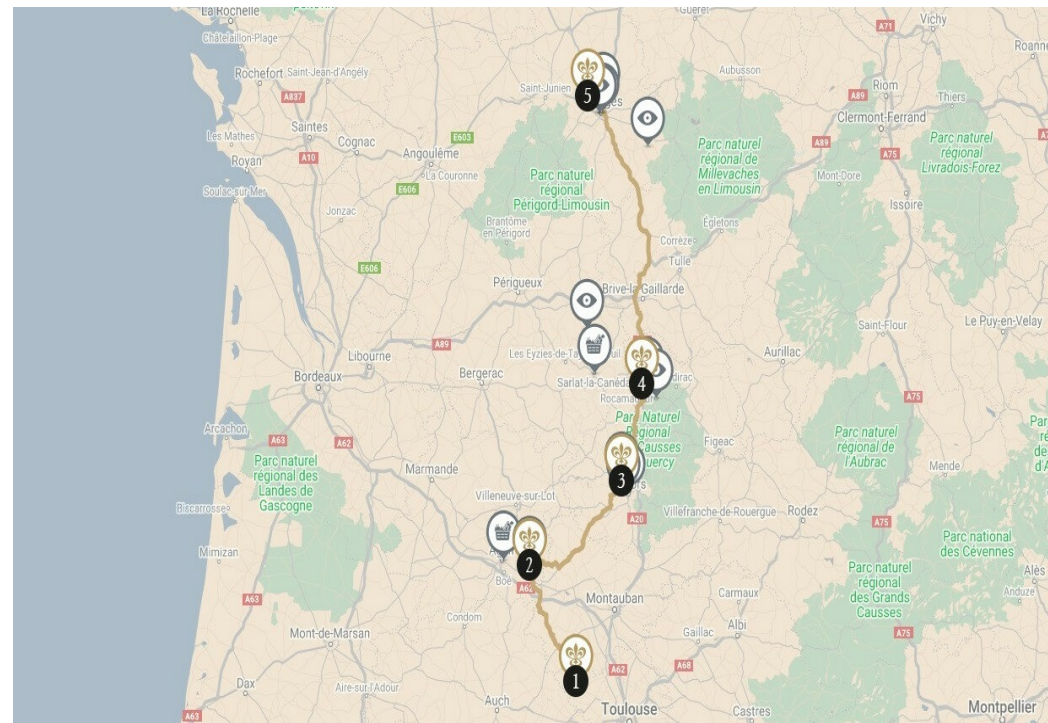 La Rochelle
Châtelaillon-Plage
Guéret
A71
Vichy
Roanne
Rochefort
Saint-Jean-d'Angély
Saint-Junien
5
Aubusson
Riom
Thiers
A837
A89
Clermont-Ferrand
Les Mathes
Saintes
Cognac
E603
Parc naturel
régional
Livradois-Forez
Royan
A10
Angoulême
La Couronne
Parc naturel
régional de
Millevaches
en Limousin
A89
A75
Soulac-sur-Mer
E606
Parc naturel
régional
Périgord-Limousin
Mont-Dore
Issoire
Jonzac
Brantôme
en Périgord
Égletons
Corrèze
Tulle
E606
Périgueux
Brive-la-Gaillarde
Saint-Flour
Le Puy-en-Velay
A89
Libourne
Aurillac
Bordeaux
Bergerac
Sarlat-la-Canéda
4
Rocamadour
A75
Arcachon
A63
A62
Parc Naturel
Régional
Causses
uercy
Figeac
Parc naturel
régional de
l'Aubrac
Marmande
Mende
Parc naturel
régional des
Landes de
Gascogne
3
Villeneuve-sur-Lot
Biscarrosse
A20
Villefranche-de-Rouergue
Rodez
A75
Mimizan
2
Boé
A62
Parc national
des Cévennes
Alès
Parc naturel
régional
des Grands
Causses
A63
Condom
Montauban
Carmaux
Anduze
Mont-de-Marsan
Gaillac
Albi
A75
1
A62
A68
Dax
Aire-sur-l'Adour
Auch
Toulouse
Castres
Montpellier
A63